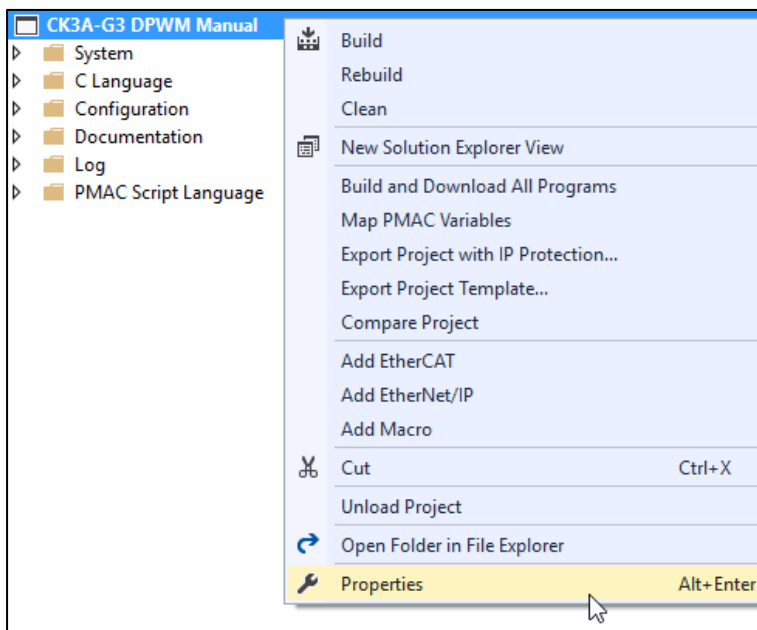 CK3A-G3 DPWM Manual
System
C Language
Configuration
Documentation
Log
PMAC Script Language
Build
Rebuild
Clean
New Solution Explorer View
Build and Download All Programs
Map PMAC Variables
Export Project with IP Protection...
Export Project Template...
Compare Project
Add EtherCAT
Add EtherNet/IP
Add Macro
Cut Ctrl+X
Unload Project
Open Folder in File Explorer
Properties Alt+Enter